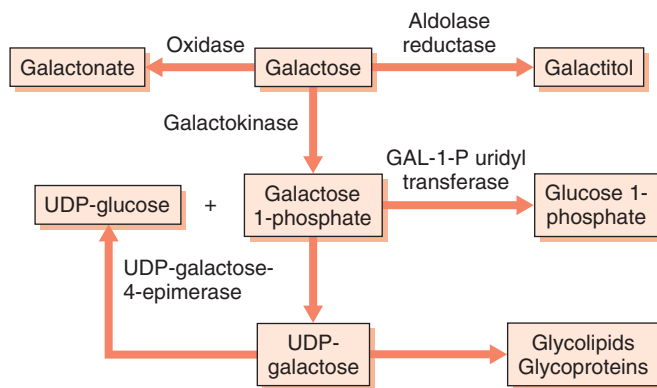 Oxidase
Aldolase
reductase
Galactonate
Galactose
Galactitol
Galactokinase
GAL-1-P uridyl
transferase
UDP-glucose
+
Galactose
1-phosphate
Glucose 1-
phosphate
UDP-galactose-
4-epimerase
UDP-
galactose
Glycolipids
Glycoproteins